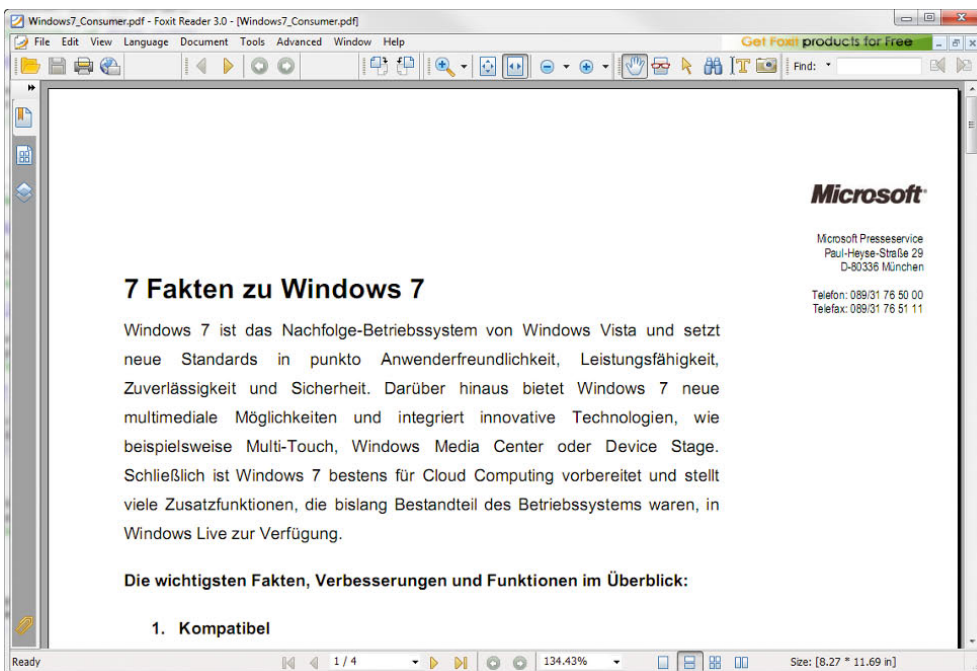 Windows7_Consumer.pdf - Foxit Reader 3.0 - [Windows7_Consumer.pdf]
File Edit View Language Document Tools Advanced Window Help
Get Foxit products for Free
Find:
Microsoft
Microsoft Presseservice
Paul-Heyse-Straße 29
D-80336 München
Telefon: 089/31 76 50 00
Telefax: 089/31 76 51 11
7 Fakten zu Windows 7
Windows 7 ist das Nachfolge-Betriebssystem von Windows Vista und setzt
neue Standards in punkto Anwenderfreundlichkeit, Leistungsfähigkeit,
Zuverlässigkeit und Sicherheit. Darüber hinaus bietet Windows 7 neue
multimediale Möglichkeiten und integriert innovative Technologien, wie
beispielsweise Multi-Touch, Windows Media Center oder Device Stage.
Schließlich ist Windows 7 bestens für Cloud Computing vorbereitet und stellt
viele Zusatzfunktionen, die bislang Bestandteil des Betriebssystems waren, in
Windows Live zur Verfügung.
Die wichtigsten Fakten, Verbesserungen und Funktionen im Überblick:
1. Kompatibel
Ready
1 / 4
134.43%
Size: [8.27 * 11.69 in]